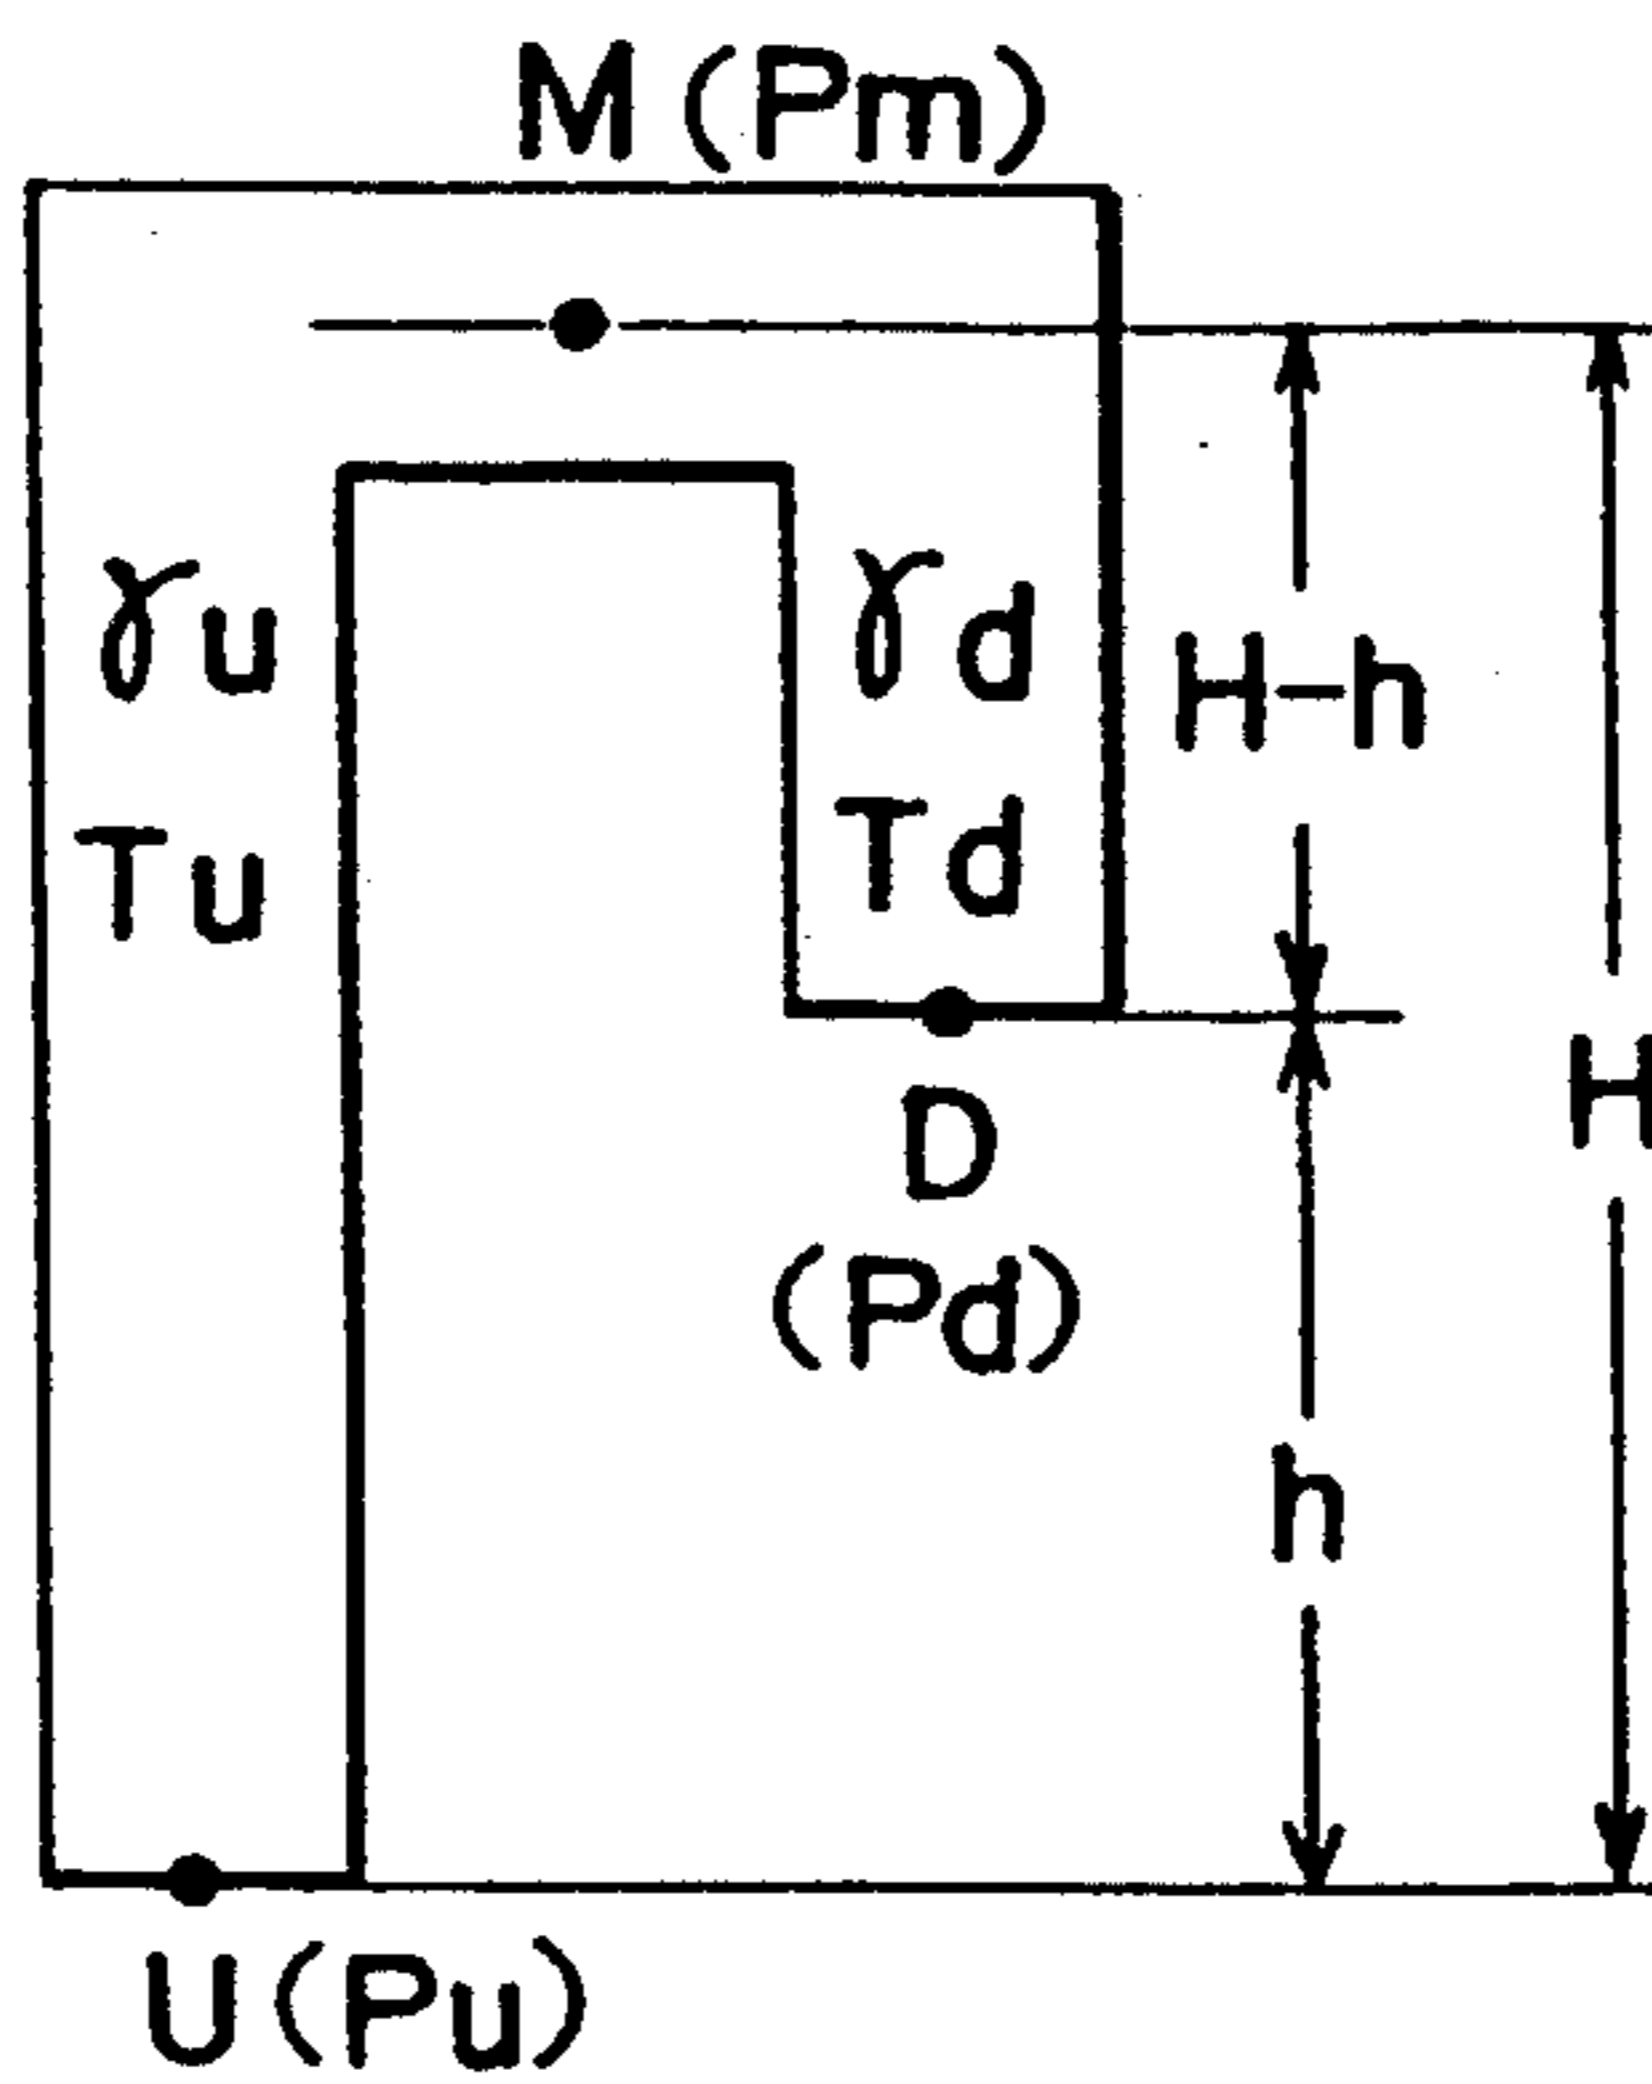 M(Pm)
γu γd
H-h
Tu Td
H
D
(Pd)
h
U(Pu)